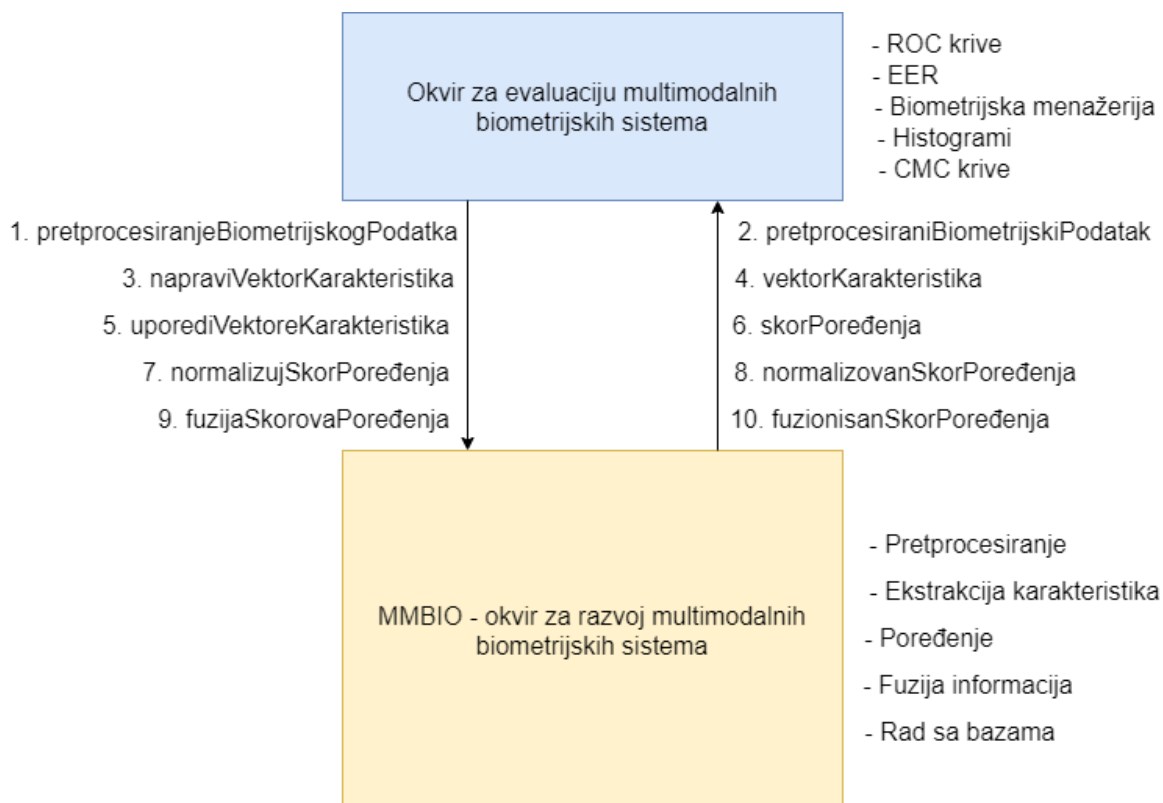 Okvir za evaluaciju multimodalnih
biometrijskih sistema
- ROC krive
- EER
- Biometrijska menažerija
- Histogrami
- CMC krive
1. pretprocesiranjeBiometrijskogPodatka
3. napraviVektorKarakteristika
5. uporediVektoreKarakteristika
7. normalizujSkorPoređenja
9. fuzijaSkorovaPoređenja
2. pretprocesiraniBiometrijskiPodatak
4. vektorKarakteristika
6. skorPoređenja
8. normalizovanSkorPoređenja
10. fuzionisanSkorPoređenja
MMBIO - okvir za razvoj multimodalnih
biometrijskih sistema
- Pretprocesiranje
- Ekstrakcija karakteristika
- Poređenje
- Fuzija informacija
- Rad sa bazama